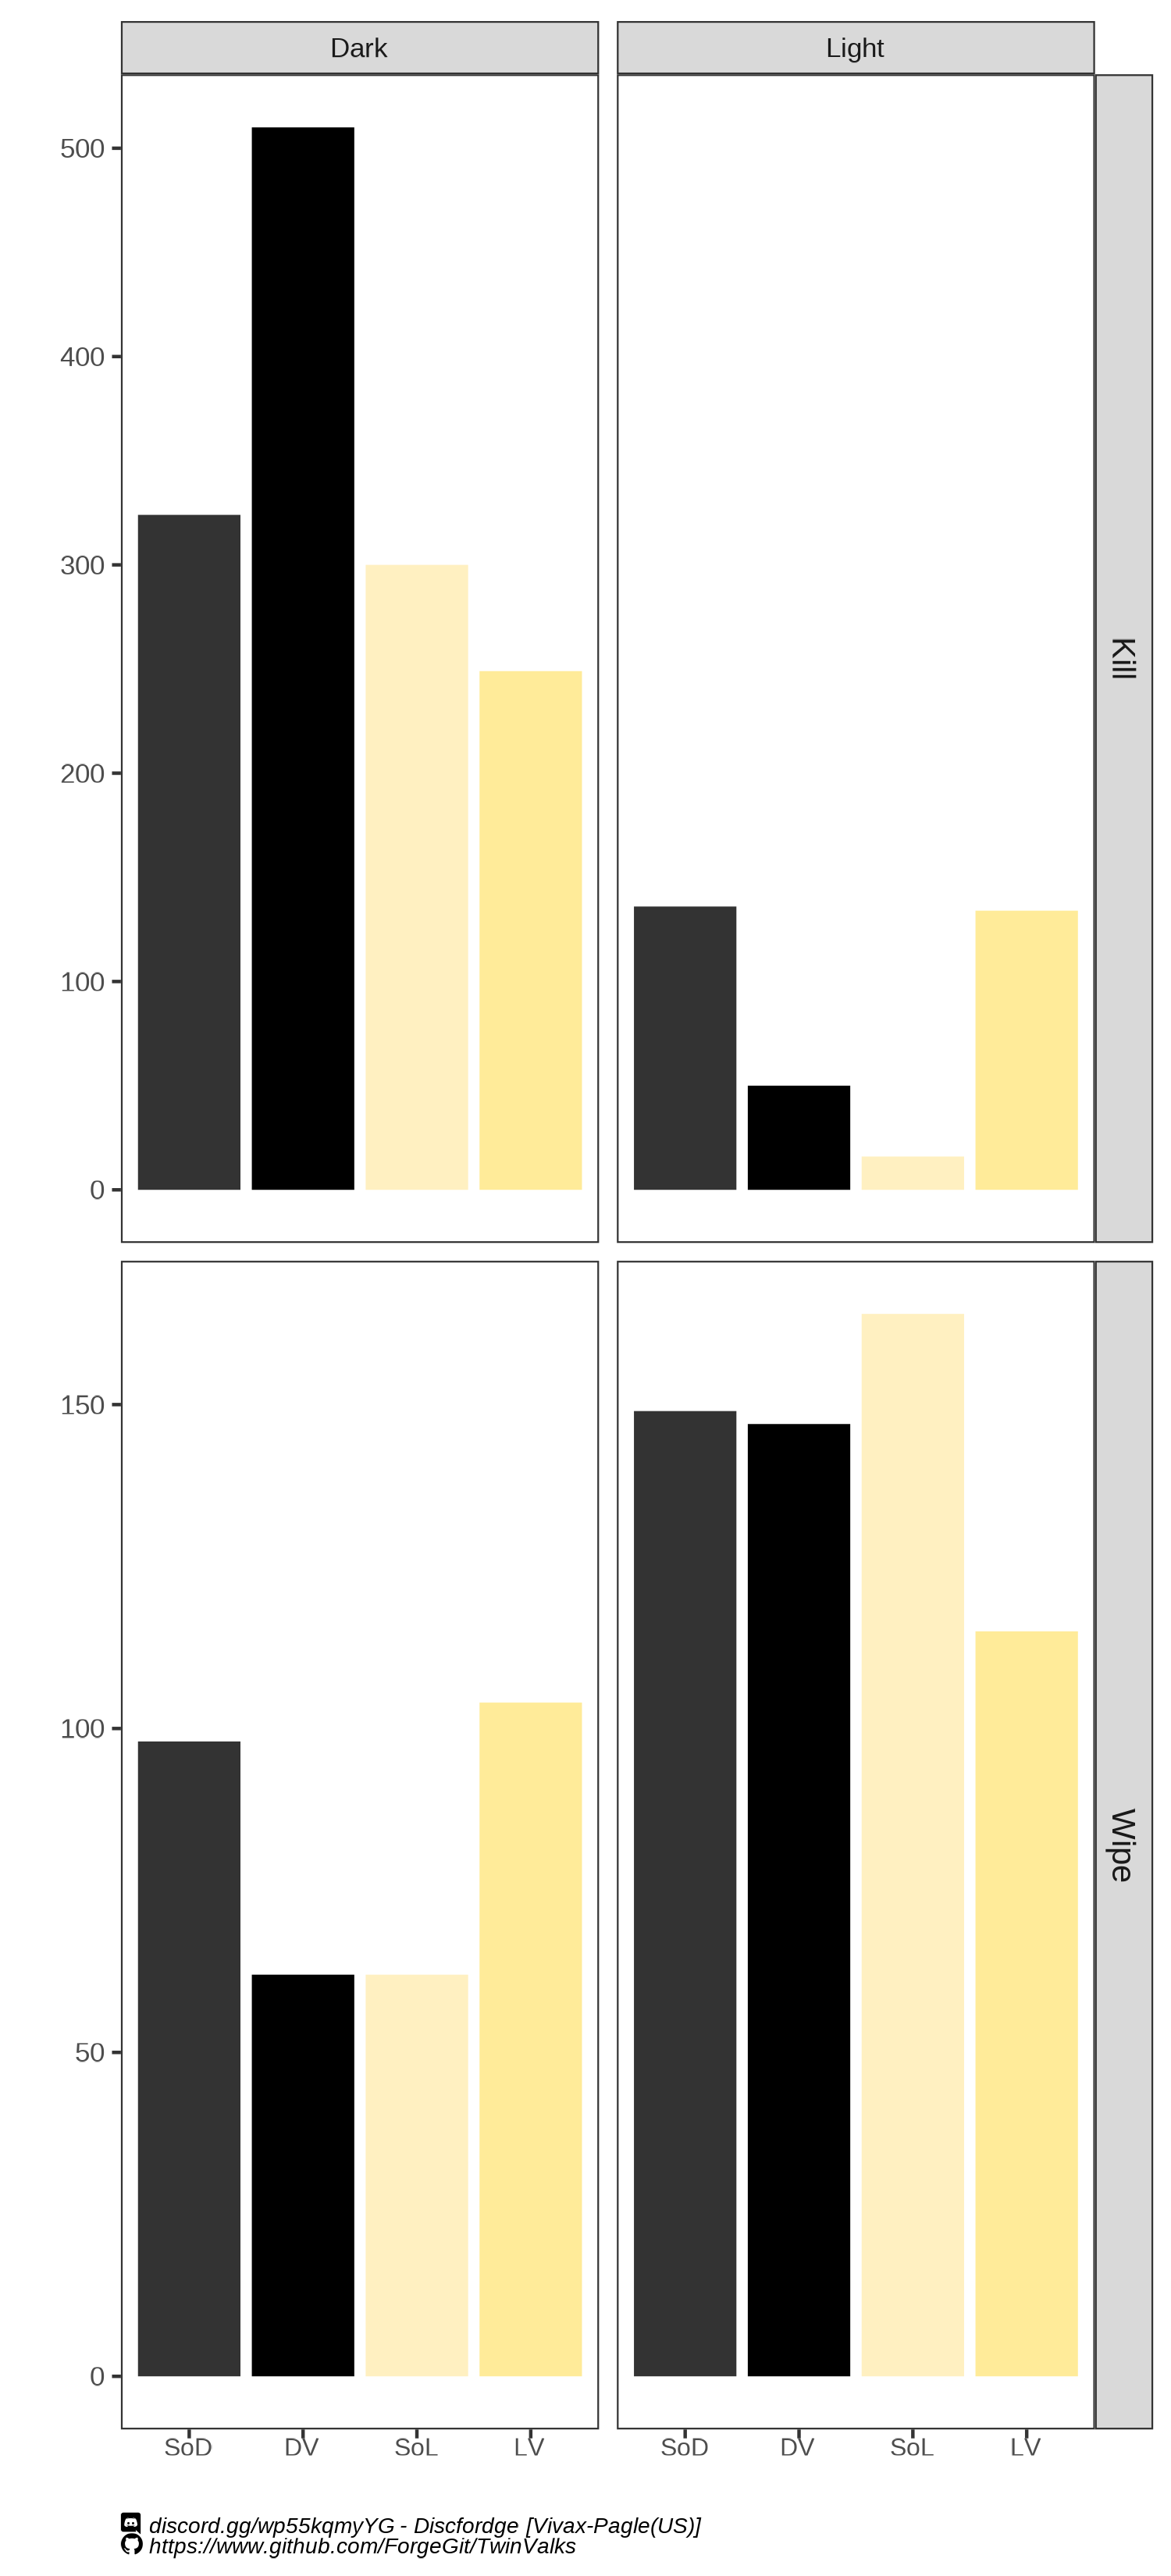 Dark Light
500
400
300
200
100
0
Kill
150
100
50
0
Wipe
SoD DV SoL LV SoD DV SoL LV
discord.gg/wp55kqmyYG - Discfordge [Vivax-Pagle(US)]
https://www.github.com/ForgeGit/TwinValks